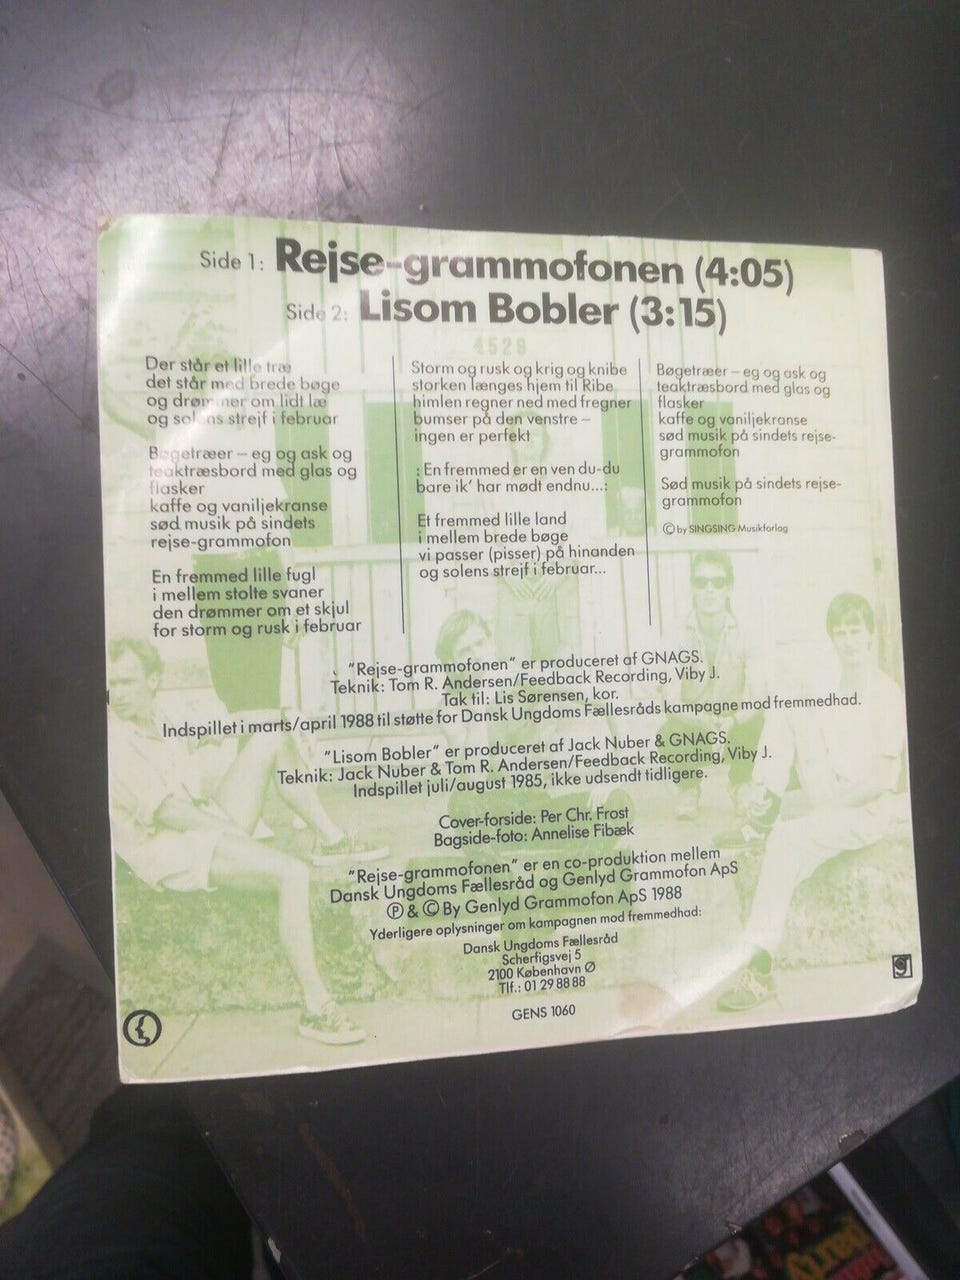 Side 1: Rejse-grammofonen (4:05)
Side 2: Lisom Bobler (3:15)
4529
Der står et lille træ
det står med brede bøge
og drømmer om lidt læ
og solens strejf i februar
Bøgetræer – eg og ask og
teaktræsbord med glas og
flasker
kaffe og vaniljekranse
sød musik på sindets
rejse-grammofon
En fremmed lille fugl
i mellem stolte svaner
den drømmer om et skjul
for storm og rusk i februar
Storm og rusk og krig og knibe
storken længes hjem til Ribe
himlen regner ned med fregner
bumser på den venstre –
ingen er perfekt
: En fremmed er en ven du-du
bare ik' har mødt endnu...:
Et fremmed lille land
i mellem brede bøge
vi passer (pisser) på hinanden
og solens strejf i februar...
Bøgetræer – eg og ask og
teaktræsbord med glas og
flasker
kaffe og vaniljekranse
sød musik på sindets rejse-
grammofon
Sød musik på sindets rejse-
grammofon
© by SINGSING Musikforlag
"Rejse-grammofonen" er produceret af GNAGS.
Teknik: Tom R. Andersen/Feedback Recording, Viby J.
Tak til: Lis Sørensen, kor.
Indspillet i marts/april 1988 til støtte for Dansk Ungdoms Fællesråds kampagne mod fremmedhad.
"Lisom Bobler" er produceret af Jack Nuber & GNAGS.
Teknik: Jack Nuber & Tom R. Andersen/Feedback Recording, Viby J.
Indspillet juli/august 1985, ikke udsendt tidligere.
Cover-forside: Per Chr. Frost
Bagside-foto: Annelise Fibæk
"Rejse-grammofonen" er en co-produktion mellem
Dansk Ungdoms Fællesråd og Genlyd Grammofon ApS
℗ & © By Genlyd Grammofon ApS 1988
Yderligere oplysninger om kampagnen mod fremmedhad:
Dansk Ungdoms Fællesråd
Scherfigsvej 5
2100 København Ø
Tlf.: 01 29 88 88
GENS 1060
g